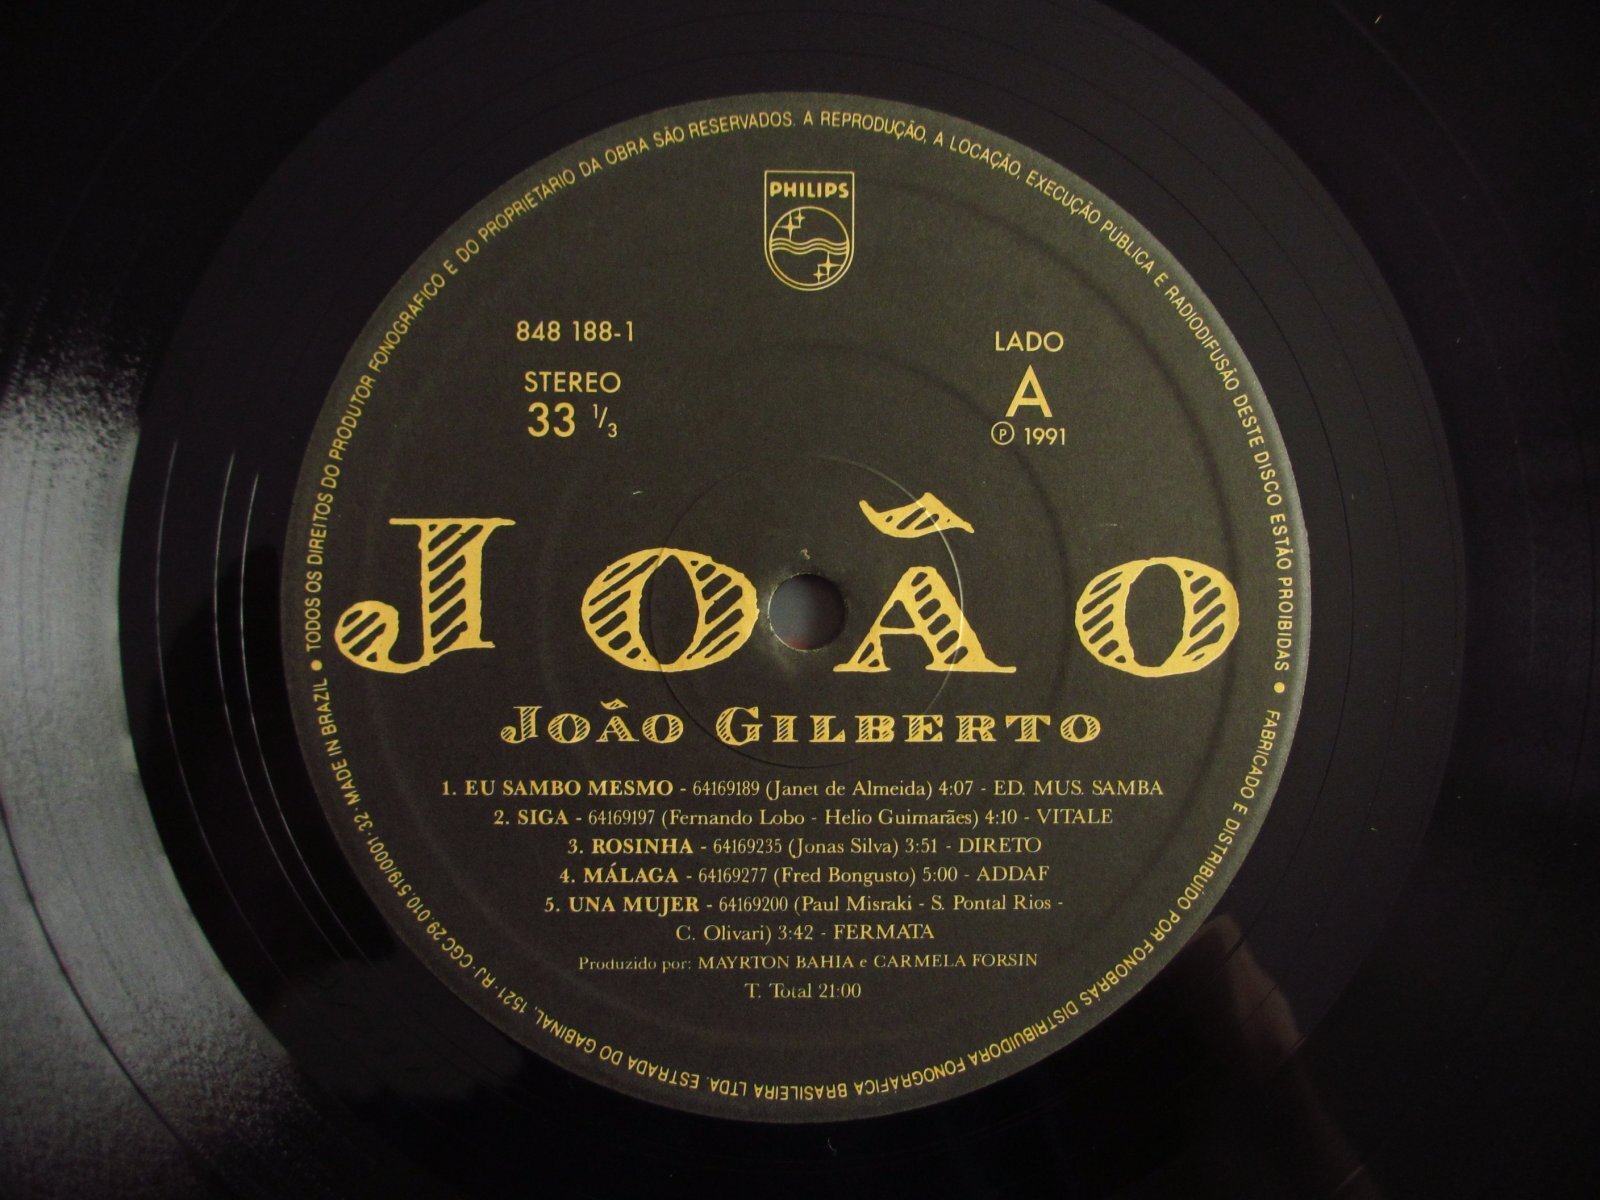 PHILIPS
848 188-1
STEREO
33 1/3
LADO
A
Ⓟ 1991
JOÃO
JOÃO GILBERTO
1. EU SAMBO MESMO - 64169189 (Janet de Almeida) 4:07 - ED. MUS. SAMBA
2. SIGA - 64169197 (Fernando Lobo - Helio Guimarães) 4:10 - VITALE
3. ROSINHA - 64169235 (Jonas Silva) 3:51 - DIRETO
4. MÁLAGA - 64169277 (Fred Bongusto) 5:00 - ADDAF
5. UNA MUJER - 64169200 (Paul Misraki - S. Pontal Rios -
C. Olivari) 3:42 - FERMATA
Produzido por: MAYRTON BAHIA e CARMELA FORSIN
T. Total 21:00
• TODOS OS DIREITOS DO PRODUTOR FONOGRÁFICO E DO PROPRIETÁRIO DA OBRA SÃO RESERVADOS. A REPRODUÇÃO, A LOCAÇÃO, EXECUÇÃO PÚBLICA E RADIODIFUSÃO DESTE DISCO ESTÃO PROIBIDAS •
FABRICADO E DISTRIBUÍDO POR FONOBRAS DISTRIBUIDORA FONOGRÁFICA BRASILEIRA LTDA. ESTRADA DO GABINAL, 1521 - RJ - CGC 29.010.519/0001-32 - MADE IN BRAZIL